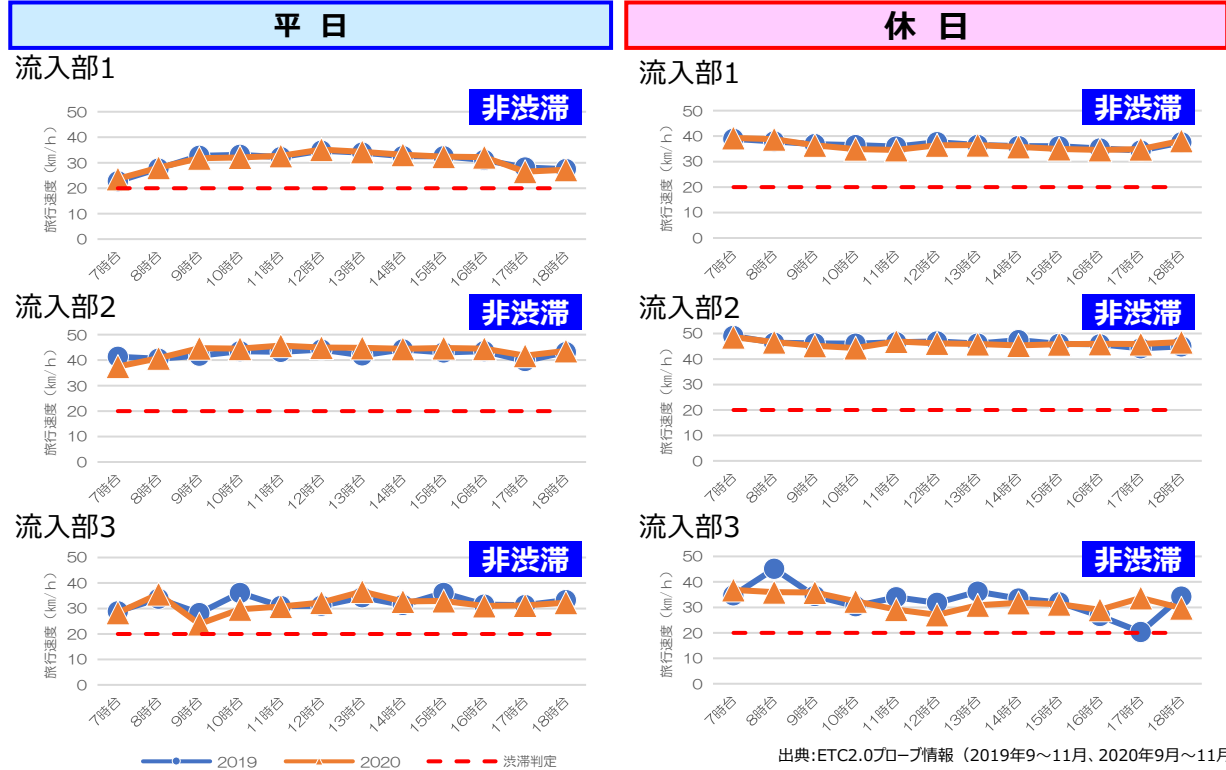 平 日
流入部1
非渋滞
旅行速度（km/h）
50
40
30
20
10
0
7時台
8時台
9時台
10時台
11時台
12時台
13時台
14時台
15時台
16時台
17時台
18時台
流入部2
非渋滞
旅行速度（km/h）
50
40
30
20
10
0
7時台
8時台
9時台
10時台
11時台
12時台
13時台
14時台
15時台
16時台
17時台
18時台
流入部3
非渋滞
旅行速度（km/h）
50
40
30
20
10
0
7時台
8時台
9時台
10時台
11時台
12時台
13時台
14時台
15時台
16時台
17時台
18時台
2019 2020 渋滞判定
休 日
流入部1
非渋滞
旅行速度（km/h）
50
40
30
20
10
0
7時台
8時台
9時台
10時台
11時台
12時台
13時台
14時台
15時台
16時台
17時台
18時台
流入部2
非渋滞
旅行速度（km/h）
50
40
30
20
10
0
7時台
8時台
9時台
10時台
11時台
12時台
13時台
14時台
15時台
16時台
17時台
18時台
流入部3
非渋滞
旅行速度（km/h）
50
40
30
20
10
0
7時台
8時台
9時台
10時台
11時台
12時台
13時台
14時台
15時台
16時台
17時台
18時台
出典:ETC2.0プローブ情報（2019年9～11月、2020年9月～11月